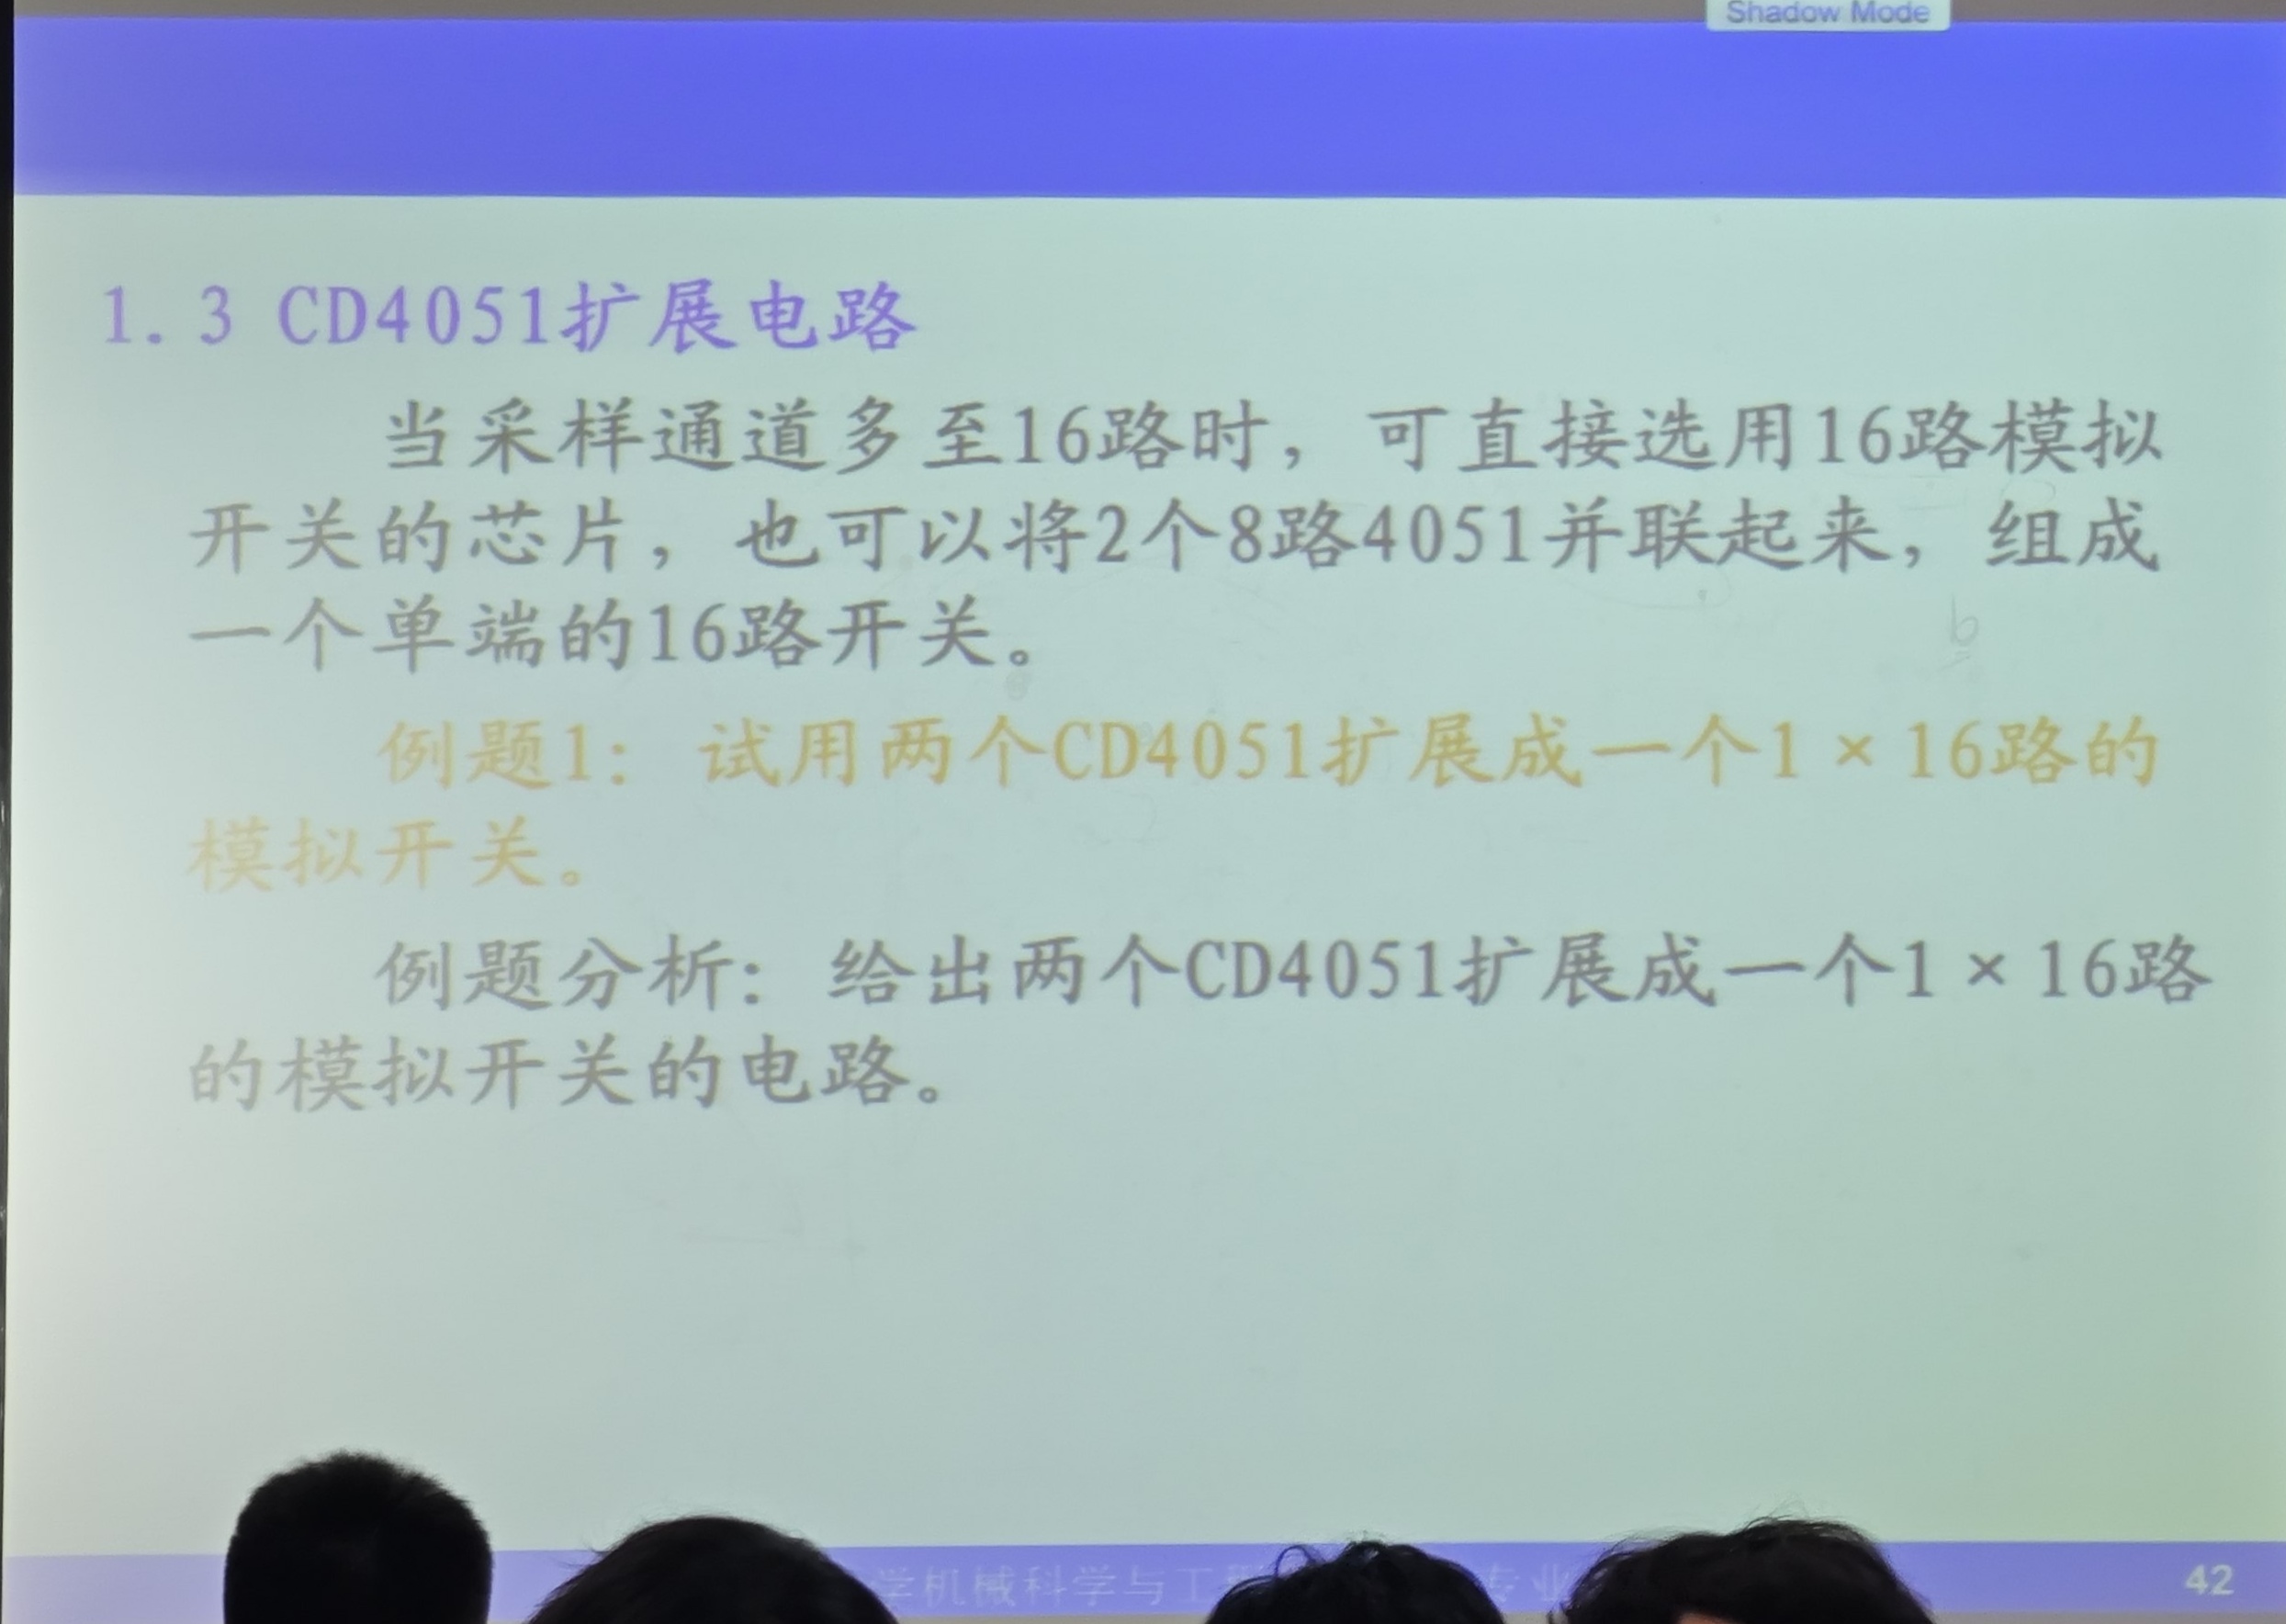 Shadow Mode
1.3 CD4051扩展电路
当采样通道多至16路时，可直接选用16路模拟
开关的芯片，也可以将2个8路4051并联起来，组成
一个单端的16路开关。
例题1：试用两个CD4051扩展成一个1×16路的
模拟开关。
例题分析：给出两个CD4051扩展成一个1×16路
的模拟开关的电路。
学机械科学与工程 专业
42